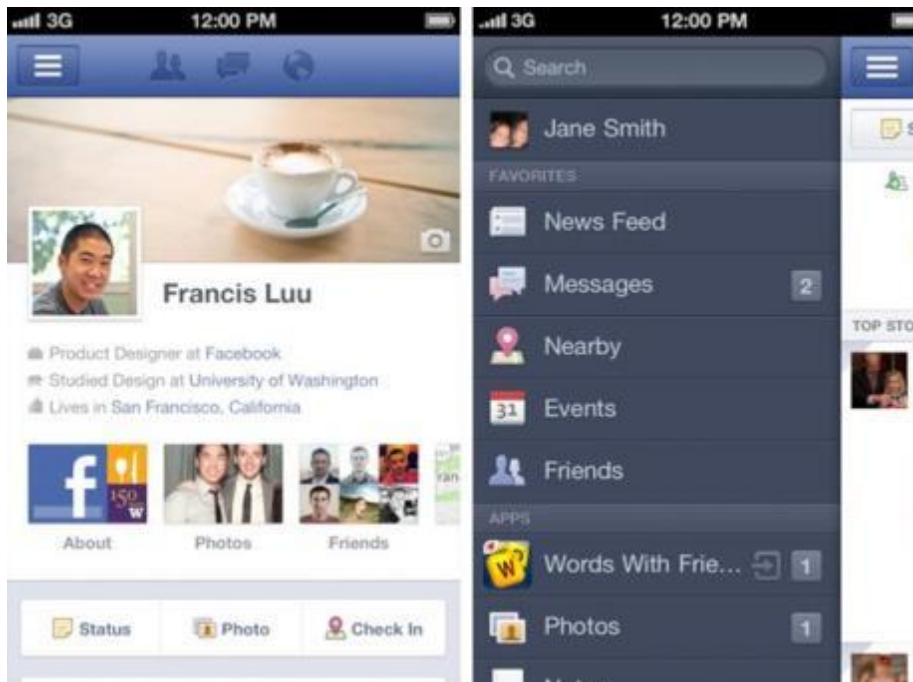 3G 12:00 PM
Francis Luu
Product Designer at Facebook
Studied Design at University of Washington
Lives in San Francisco, California
f
150
W
About Photos Friends
Status Photo Check In
3G 12:00 PM
Search
Jane Smith
FAVORITES
News Feed
Messages 2
Nearby
31 Events
Friends
APPS
W Words With Frie... 1
Photos 1
TOP STO